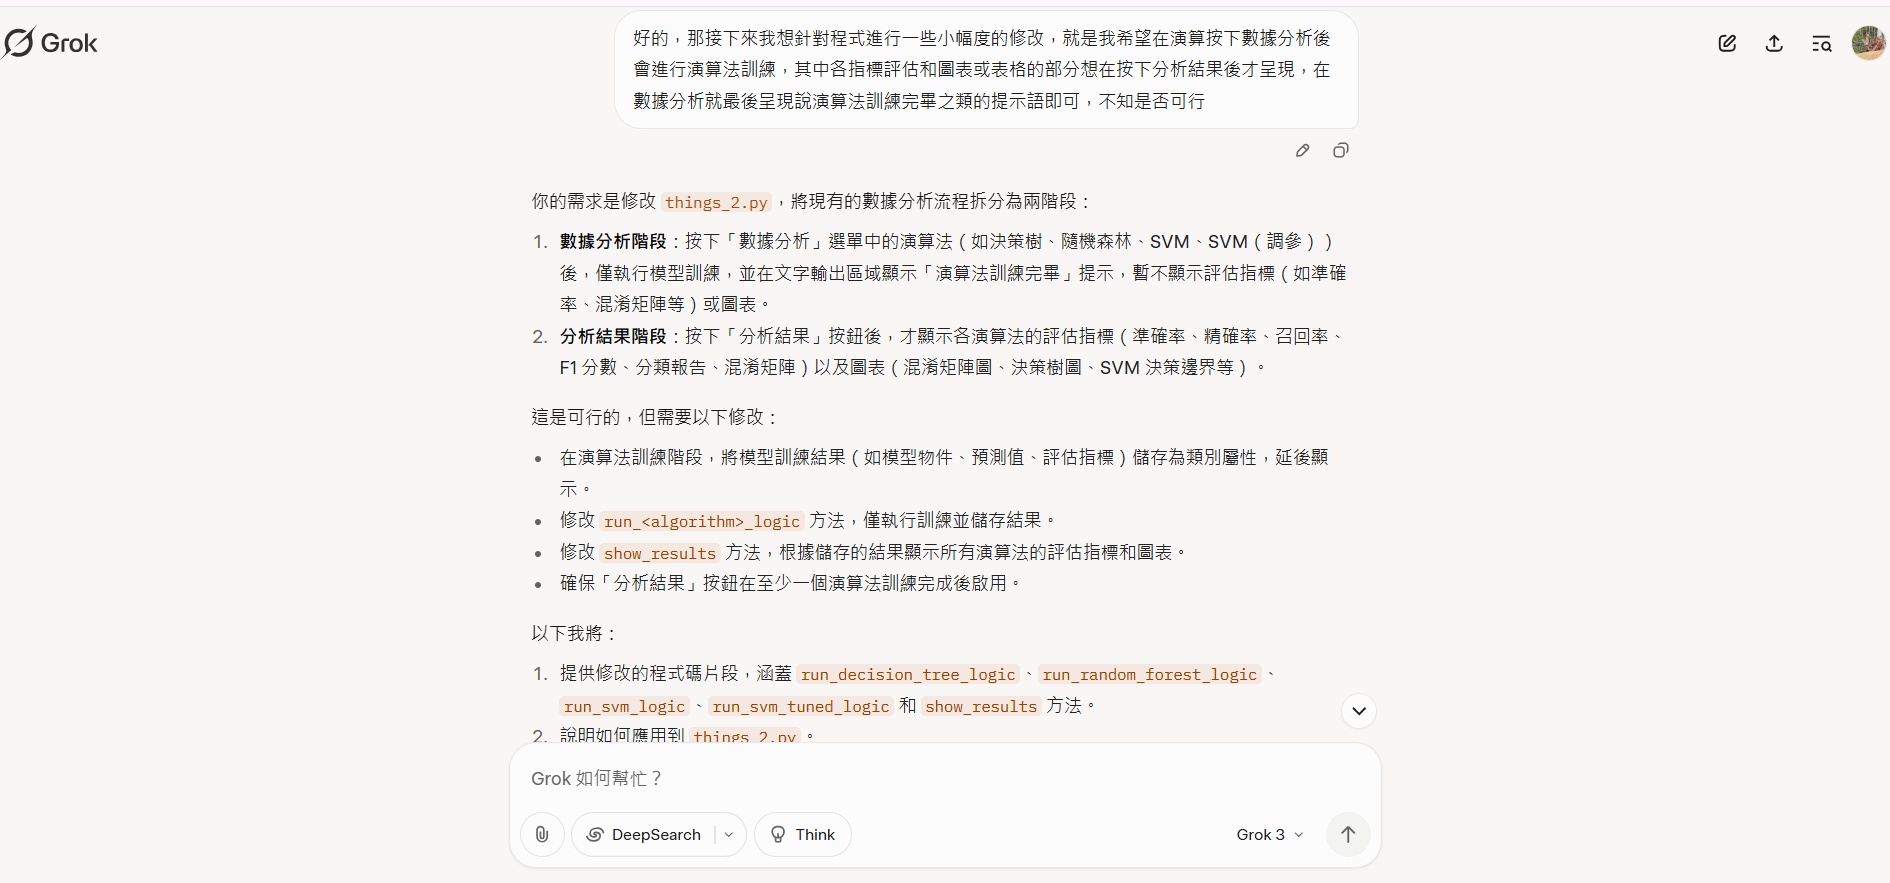 Grok
好的，那接下來我想針對程式進行一些小幅度的修改，就是我希望在演算按下數據分析後
會進行演算法訓練，其中各指標評估和圖表或表格的部分想在按下分析結果後才呈現，在
數據分析就最後呈現說演算法訓練完畢之類的提示語即可，不知是否可行
你的需求是修改 things_2.py，將現有的數據分析流程拆分為兩階段：
1. 數據分析階段：按下「數據分析」選單中的演算法（如決策樹、隨機森林、SVM、SVM（調參））
後，僅執行模型訓練，並在文字輸出區域顯示「演算法訓練完畢」提示，暫不顯示評估指標（如準確
率、混淆矩陣等）或圖表。
2. 分析結果階段：按下「分析結果」按鈕後，才顯示各演算法的評估指標（準確率、精確率、召回率、
F1 分數、分類報告、混淆矩陣）以及圖表（混淆矩陣圖、決策樹圖、SVM 決策邊界等）。
這是可行的，但需要以下修改：
• 在演算法訓練階段，將模型訓練結果（如模型物件、預測值、評估指標）儲存為類別屬性，延後顯
示。
• 修改 run_<algorithm>_logic 方法，僅執行訓練並儲存結果。
• 修改 show_results 方法，根據儲存的結果顯示所有演算法的評估指標和圖表。
• 確保「分析結果」按鈕在至少一個演算法訓練完成後啟用。
以下我將：
1. 提供修改的程式碼片段，涵蓋 run_decision_tree_logic、run_random_forest_logic、
run_svm_logic、run_svm_tuned_logic 和 show_results 方法。
2. 說明如何應用到 things_2.py。
Grok 如何幫忙？
DeepSearch Think Grok 3